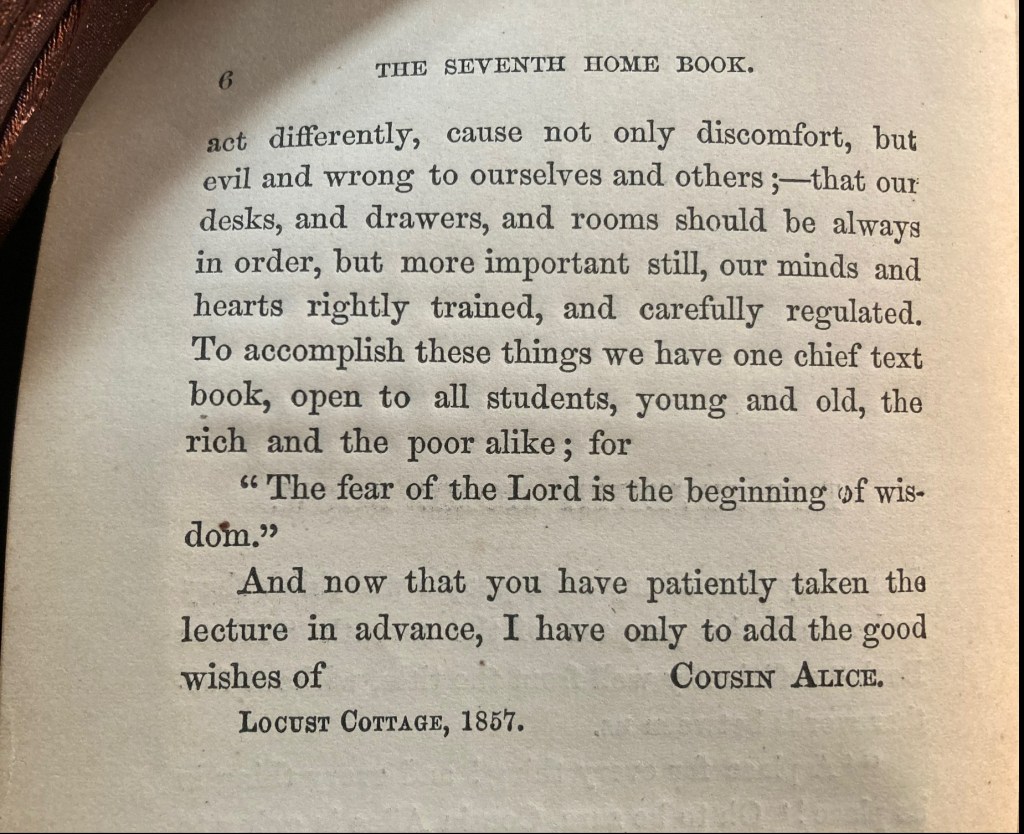 6 THE SEVENTH HOME BOOK.
act differently, cause not only discomfort, but
evil and wrong to ourselves and others;—that our
desks, and drawers, and rooms should be always
in order, but more important still, our minds and
hearts rightly trained, and carefully regulated.
To accomplish these things we have one chief text
book, open to all students, young and old, the
rich and the poor alike; for
“The fear of the Lord is the beginning of wis-
dom.”
And now that you have patiently taken the
lecture in advance, I have only to add the good
wishes of COUSIN ALICE.
LOCUST COTTAGE, 1857.